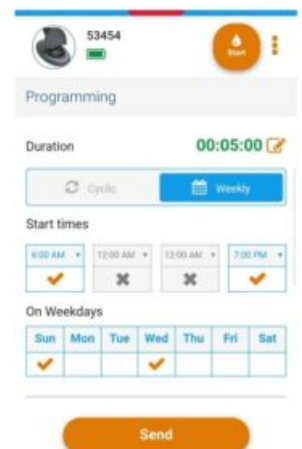 53454
Start
Programming
Duration 00:05:00
Cyclic Weekly
Start times
6:00 AM 12:00 AM 12:00 AM 7:00 PM
On Weekdays
Sun Mon Tue Wed Thu Fri Sat
Send